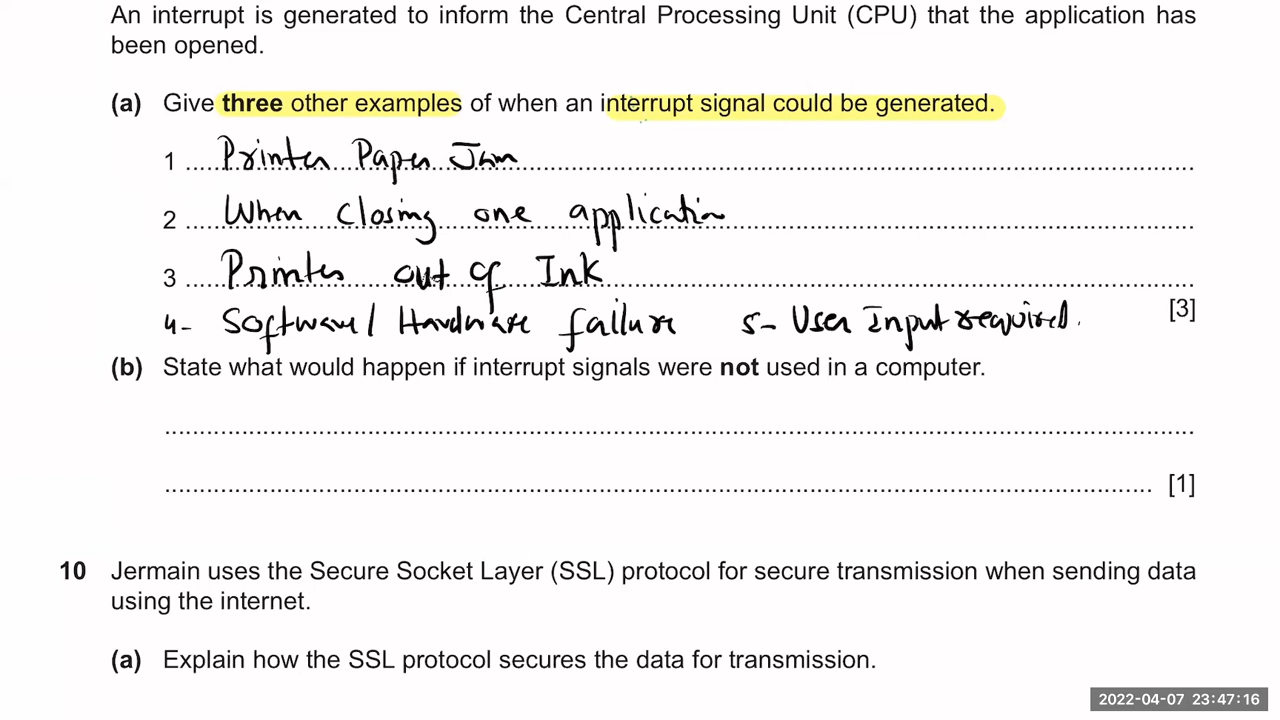 An interrupt is generated to inform the Central Processing Unit (CPU) that the application has
been opened.
(a) Give three other examples of when an interrupt signal could be generated.
1 Printer Paper Jam
2 When closing one application
3 Printer out of Ink
[3]
4- Software/ Hardware failure 5- User Input required.
(b) State what would happen if interrupt signals were not used in a computer.
[1]
10 Jermain uses the Secure Socket Layer (SSL) protocol for secure transmission when sending data
using the internet.
(a) Explain how the SSL protocol secures the data for transmission.
2022-04-07 23:47:16